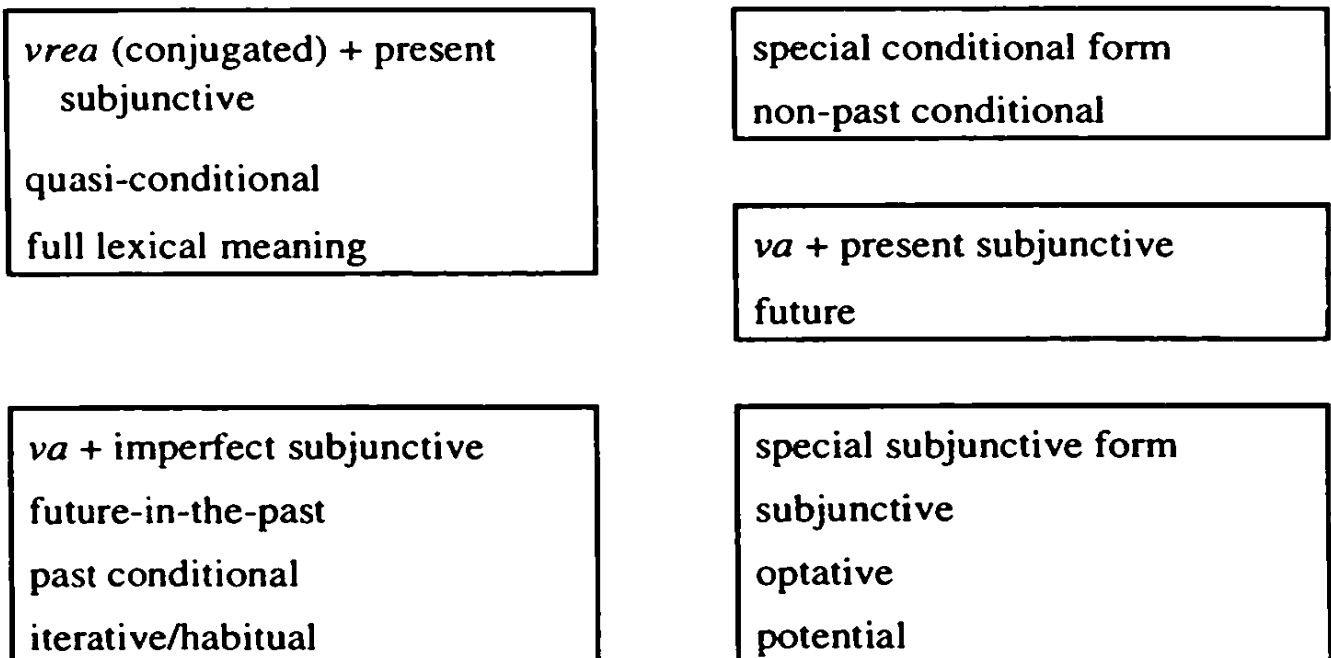 vrea (conjugated) + present
subjunctive
quasi-conditional
full lexical meaning
special conditional form
non-past conditional
va + present subjunctive
future
va + imperfect subjunctive
future-in-the-past
past conditional
iterative/habitual
special subjunctive form
subjunctive
optative
potential